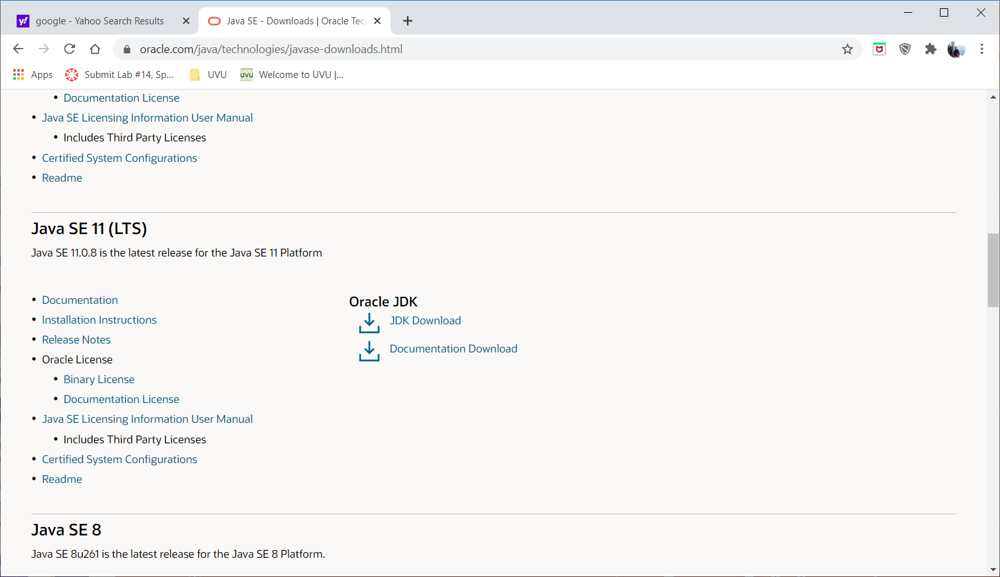 google - Yahoo Search Results
Java SE - Downloads | Oracle Tec
oracle.com/java/technologies/javase-downloads.html
Apps
Submit Lab #14, Sp...
UVU
UVU
Welcome to UVU |...
• Documentation License
• Java SE Licensing Information User Manual
• Includes Third Party Licenses
• Certified System Configurations
• Readme
Java SE 11 (LTS)
Java SE 11.0.8 is the latest release for the Java SE 11 Platform
• Documentation
• Installation Instructions
• Release Notes
• Oracle License
• Binary License
• Documentation License
• Java SE Licensing Information User Manual
• Includes Third Party Licenses
• Certified System Configurations
• Readme
Oracle JDK
JDK Download
Documentation Download
Java SE 8
Java SE 8u261 is the latest release for the Java SE 8 Platform.